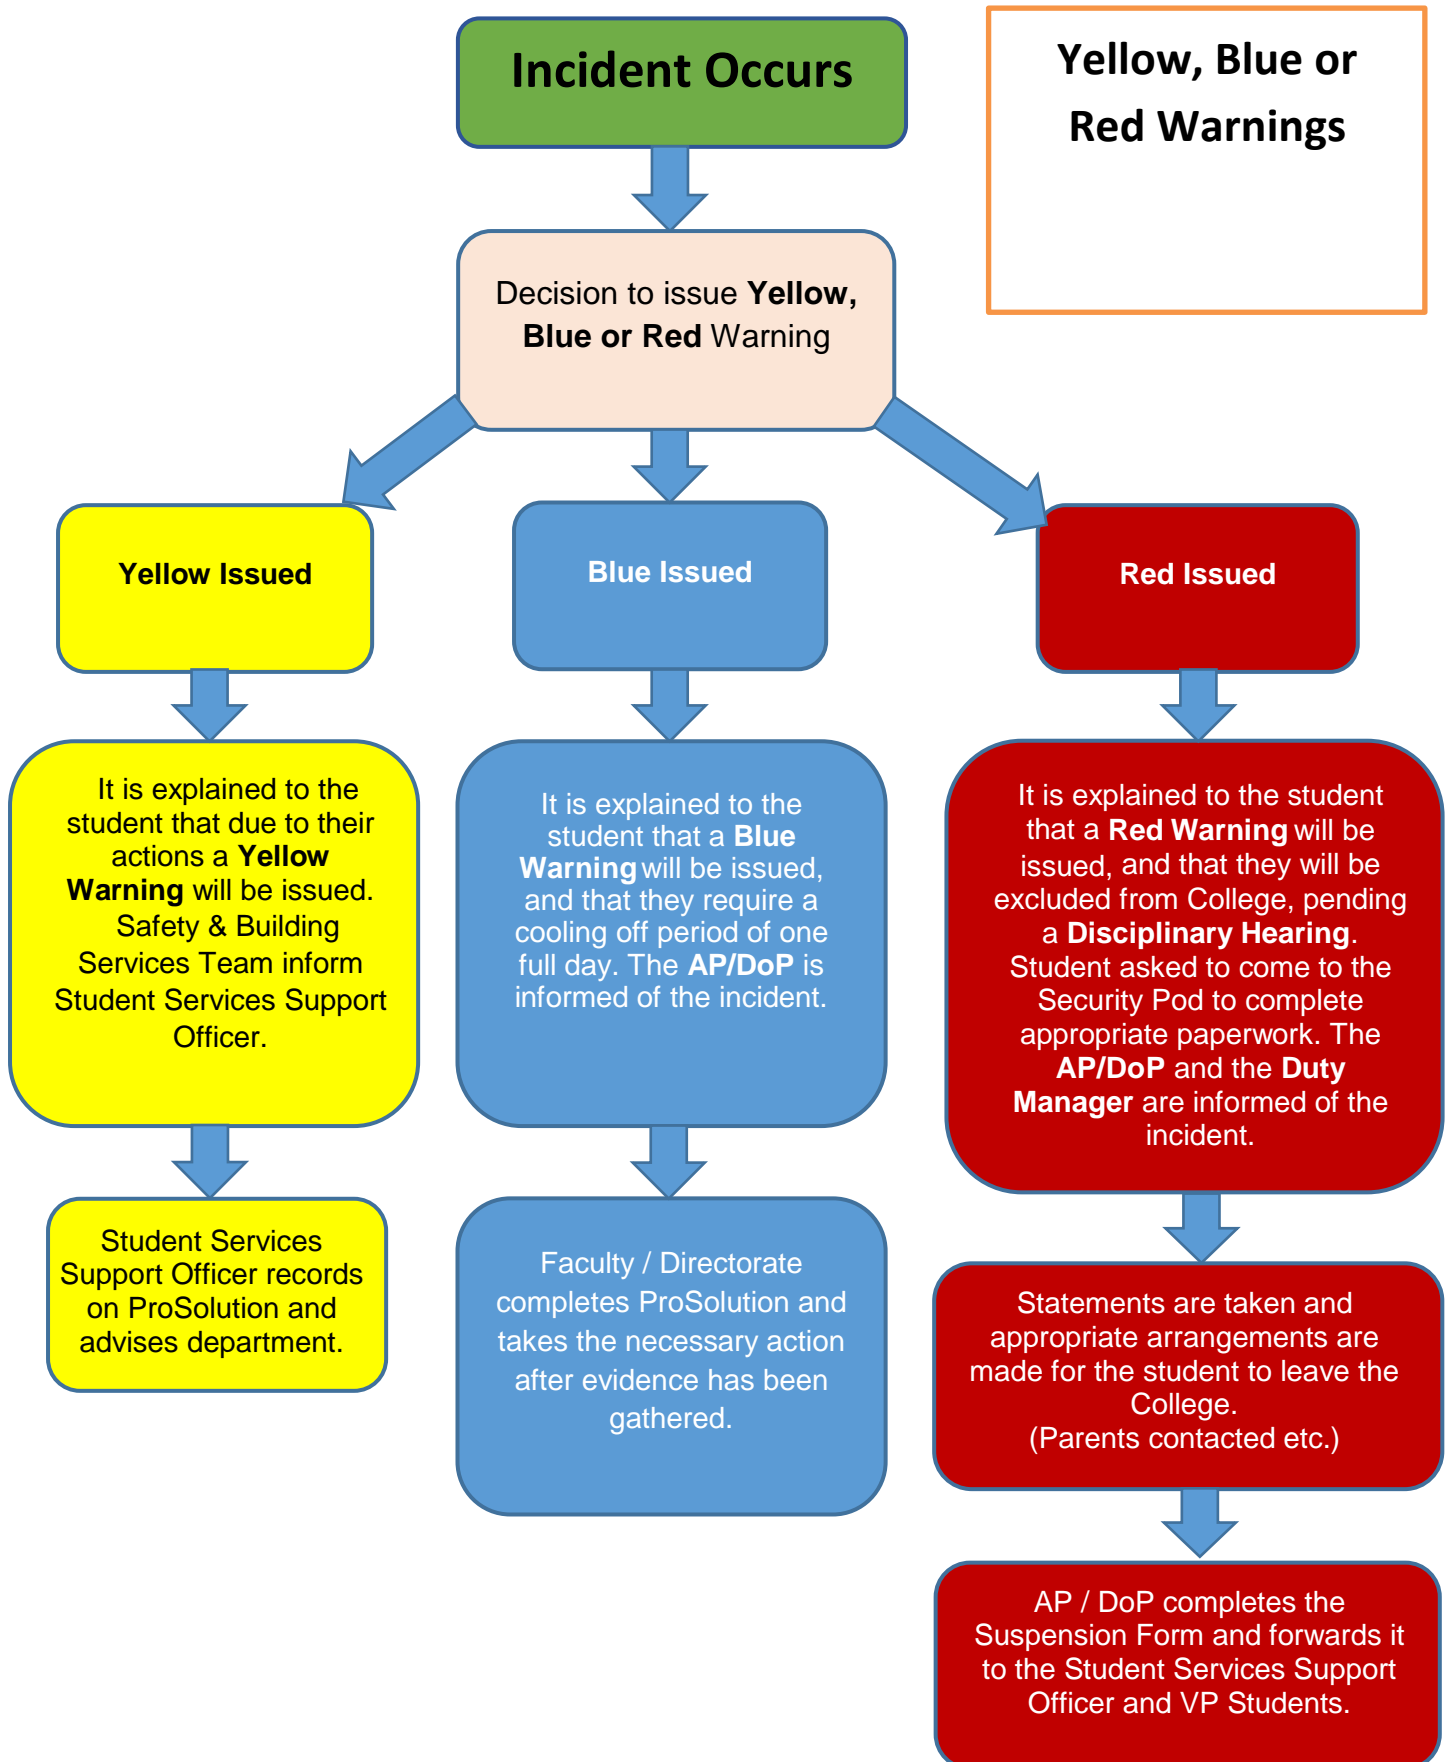 Incident Occurs
Yellow, Blue or
Red Warnings
Decision to issue Yellow,
Blue or Red Warning
Yellow Issued
Blue Issued
Red Issued
It is explained to the
student that due to their
actions a Yellow
Warning will be issued.
Safety & Building
Services Team inform
Student Services Support
Officer.
It is explained to the
student that a Blue
Warning will be issued,
and that they require a
cooling off period of one
full day. The AP/DoP is
informed of the incident.
It is explained to the student
that a Red Warning will be
issued, and that they will be
excluded from College, pending
a Disciplinary Hearing.
Student asked to come to the
Security Pod to complete
appropriate paperwork. The
AP/DoP and the Duty
Manager are informed of the
incident.
Student Services
Support Officer records
on ProSolution and
advises department.
Faculty / Directorate
completes ProSolution and
takes the necessary action
after evidence has been
gathered.
Statements are taken and
appropriate arrangements are
made for the student to leave the
College.
(Parents contacted etc.)
AP / DoP completes the
Suspension Form and forwards it
to the Student Services Support
Officer and VP Students.